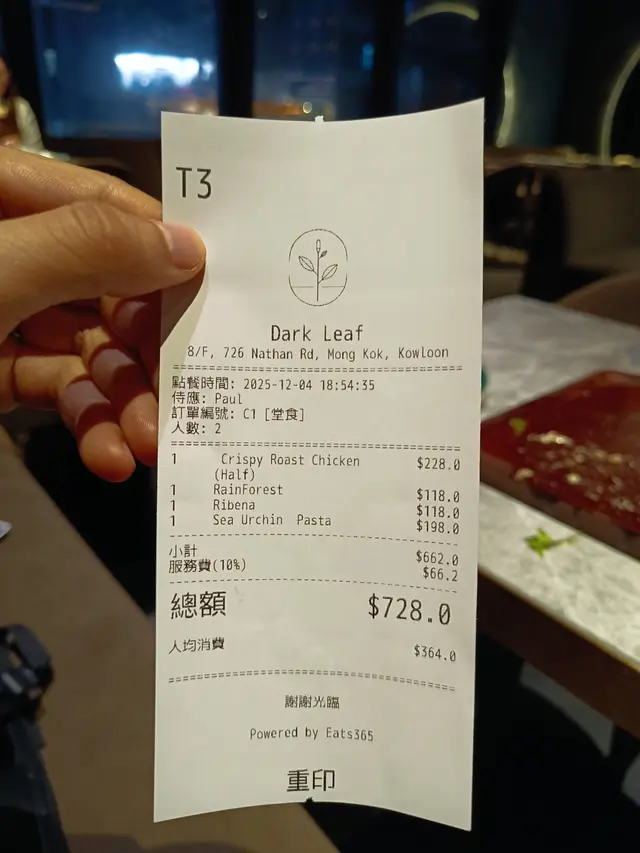 T3
Dark Leaf
8/F, 726 Nathan Rd, Mong Kok, Kowloon
點餐時間: 2025-12-04 18:54:35
侍應: Paul
訂單編號: C1 [堂食]
人數: 2
1 Crispy Roast Chicken (Half) $228.0
1 RainForest $118.0
1 Ribena $118.0
1 Sea Urchin Pasta $198.0
小計 $662.0
服務費(10%) $66.2
總額 $728.0
人均消費 $364.0
謝謝光臨
Powered by Eats365
重印